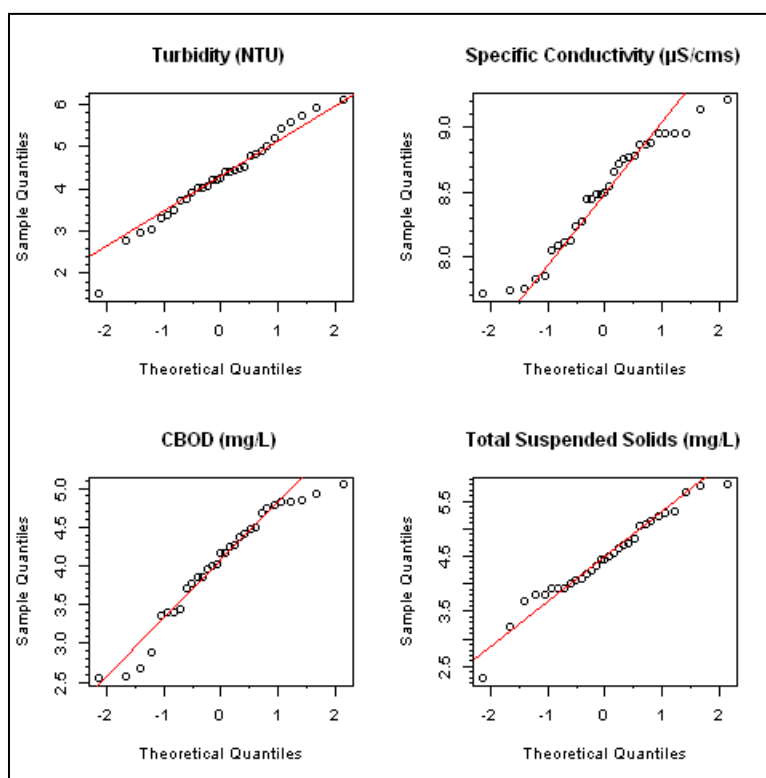 Turbidity (NTU)
Sample Quantiles
2 3 4 5 6
-2 -1 0 1 2
Theoretical Quantiles
Specific Conductivity (µS/cms)
Sample Quantiles
8.0 8.5 9.0
-2 -1 0 1 2
Theoretical Quantiles
CBOD (mg/L)
Sample Quantiles
2.5 3.0 3.5 4.0 4.5 5.0
-2 -1 0 1 2
Theoretical Quantiles
Total Suspended Solids (mg/L)
Sample Quantiles
2.5 3.5 4.5 5.5
-2 -1 0 1 2
Theoretical Quantiles